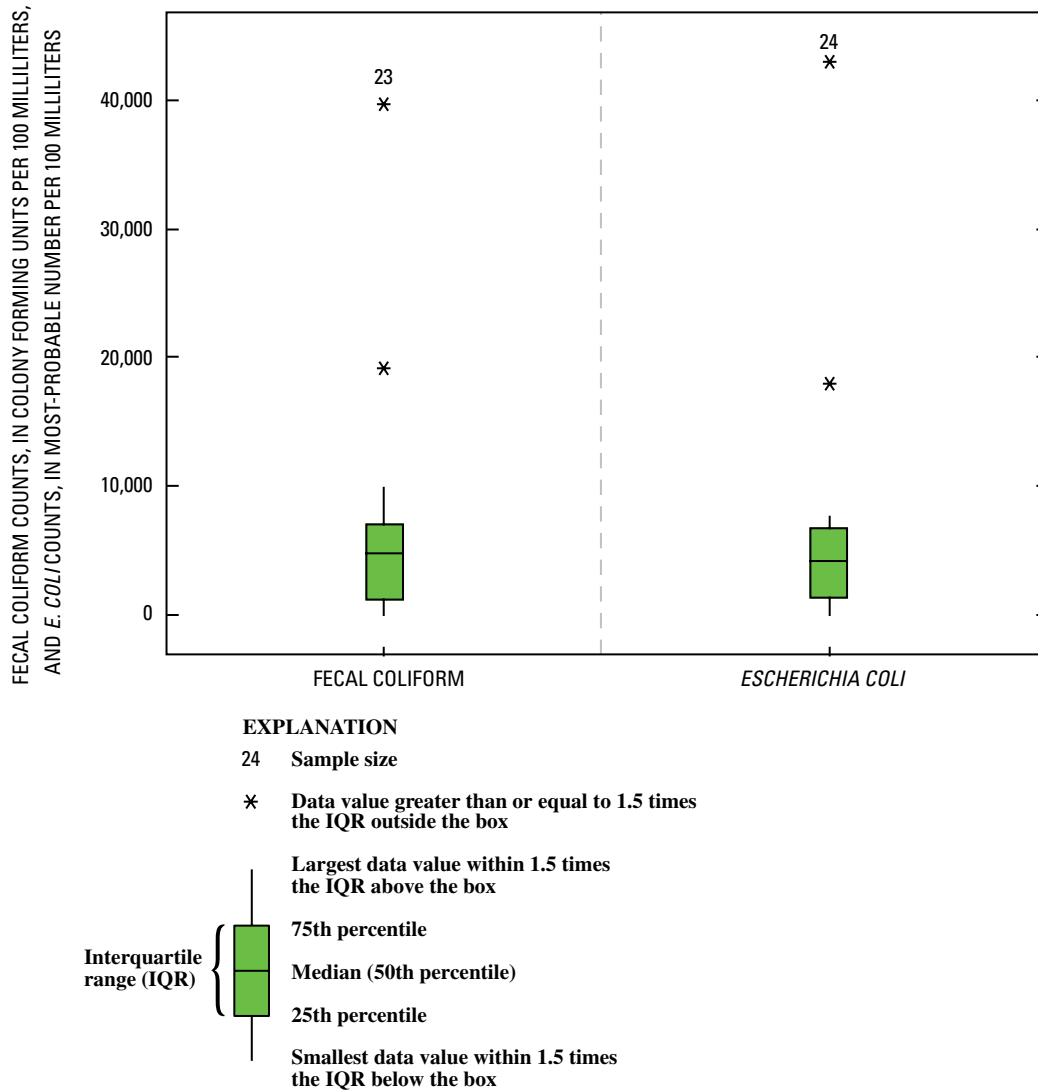 FECAL COLIFORM COUNTS, IN COLONY FORMING UNITS PER 100 MILLILITERS,
AND E. COLI COUNTS, IN MOST-PROBABLE NUMBER PER 100 MILLILITERS
40,000
30,000
20,000
10,000
0
23
24
FECAL COLIFORM
ESCHERICHIA COLI
EXPLANATION
24 Sample size
* Data value greater than or equal to 1.5 times
the IQR outside the box
Largest data value within 1.5 times
the IQR above the box
75th percentile
Interquartile
range (IQR)
Median (50th percentile)
25th percentile
Smallest data value within 1.5 times
the IQR below the box